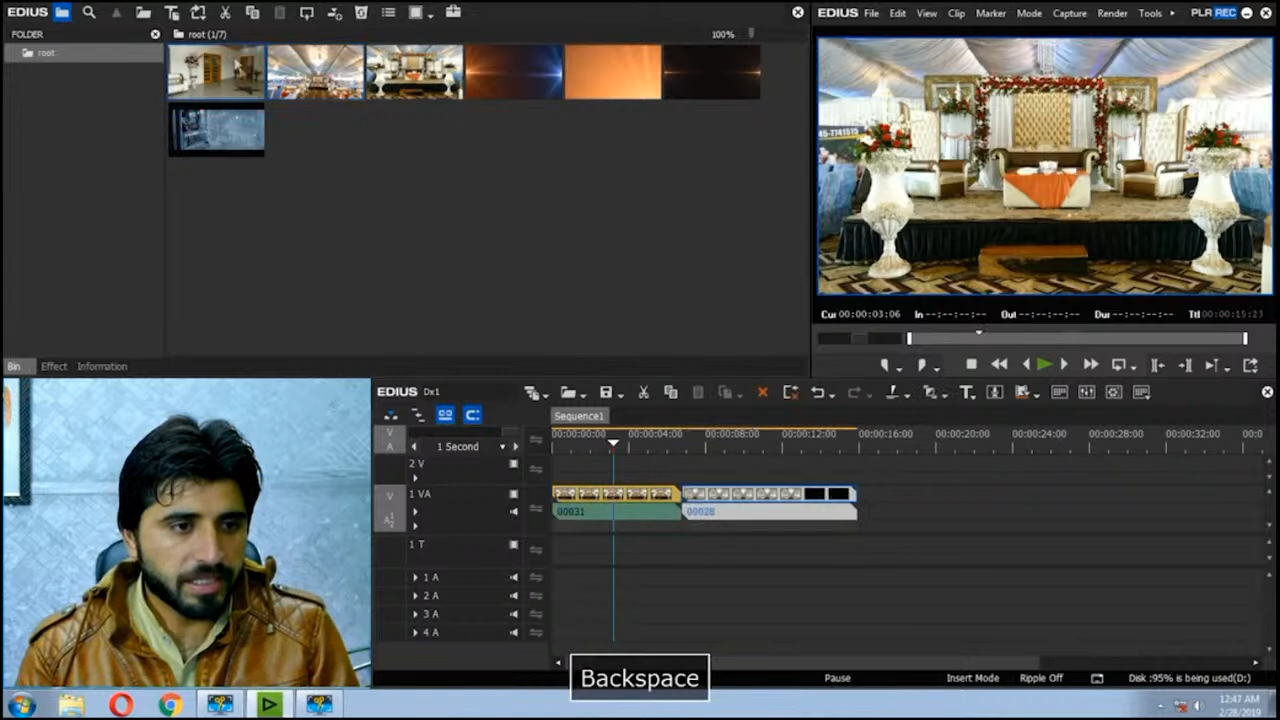 EDIUS
FOLDER
root
root (1/7)
100%
Bin
Effect
Information
EDIUS File Edit View Clip Marker Mode Capture Render Tools PLR REC
45-7741515
Cur 00:00:03:06 In --:--:--:-- Out --:--:--:-- Dur --:--:--:-- Ttl 00:00:15:23
EDIUS Dx1
Sequence1
V
A
1 Second
00:00:00:00 00:00:04:00 00:00:08:00 00:00:12:00 00:00:16:00 00:00:20:00 00:00:24:00 00:00:28:00 00:00:32:00 00:0
2 V
V
1 VA
A12
00031
00028
1 T
1 A
2 A
3 A
4 A
Backspace
Pause
Insert Mode
Ripple Off
Disk :95% is being used(D:)
12:47 AM
2/28/2019